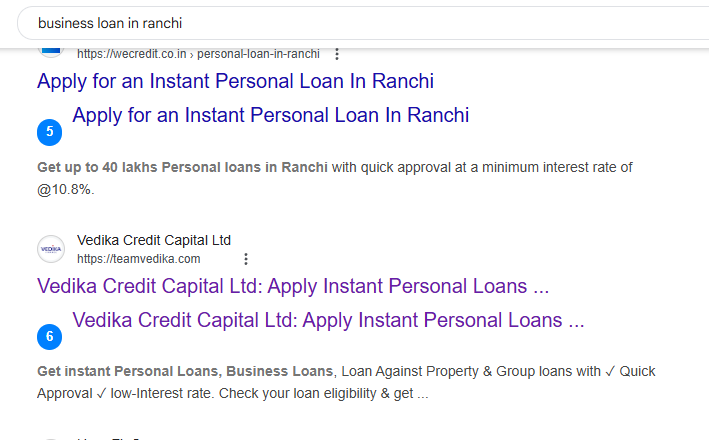 business loan in ranchi
https://wecredit.co.in › personal-loan-in-ranchi
Apply for an Instant Personal Loan In Ranchi
Apply for an Instant Personal Loan In Ranchi
5
Get up to 40 lakhs Personal loans in Ranchi with quick approval at a minimum interest rate of
@10.8%.
VEDIKA
Vedika Credit Capital Ltd
https://teamvedika.com
Vedika Credit Capital Ltd: Apply Instant Personal Loans ...
Vedika Credit Capital Ltd: Apply Instant Personal Loans ...
6
Get instant Personal Loans, Business Loans, Loan Against Property & Group loans with ✓ Quick
Approval ✓ low-Interest rate. Check your loan eligibility & get ...